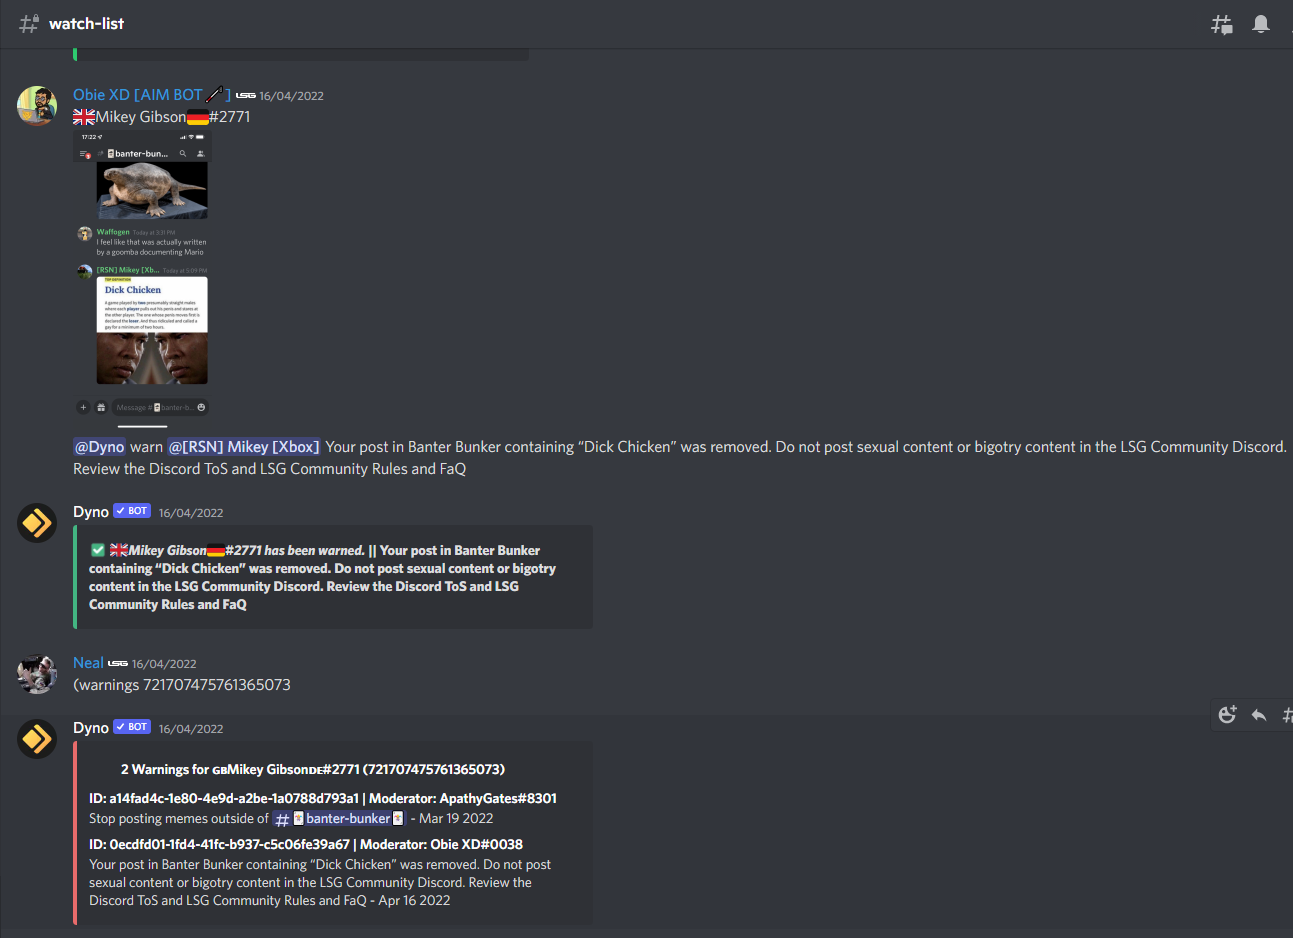 watch-list
Obie XD [AIM BOT ] LSG 16/04/2022
🇬🇧Mikey Gibson🇩🇪#2771
17:22
banter-bun...
Waffogen Today at 3:31 PM
I feel like that was actually written
by a goomba documenting Mario
[RSN] Mikey [Xb... Today at 5:09 PM
TOP DEFINITION
Dick Chicken
A game played by two presumably straight males
where each player pulls out his penis and stands at
the other player. The one whose penis moves first is
declared the loser. And thus ridiculed and called a
gay for a minimum of two hours.
Message # banter-b...
@Dyno warn @[RSN] Mikey [Xbox] Your post in Banter Bunker containing “Dick Chicken” was removed. Do not post sexual content or bigotry content in the LSG Community Discord.
Review the Discord ToS and LSG Community Rules and FaQ
Dyno ✓ BOT 16/04/2022
✅ 🇬🇧Mikey Gibson🇩🇪#2771 has been warned. || Your post in Banter Bunker
containing “Dick Chicken” was removed. Do not post sexual content or bigotry
content in the LSG Community Discord. Review the Discord ToS and LSG
Community Rules and FaQ
Neal LSG 16/04/2022
(warnings 721707475761365073
Dyno ✓ BOT 16/04/2022
2 Warnings for GBMikey GibsonDE#2771 (721707475761365073)
ID: a14fad4c-1e80-4e9d-a2be-1a0788d793a1 | Moderator: ApathyGates#8301
Stop posting memes outside of #🃏banter-bunker🃏 - Mar 19 2022
ID: 0ecdfd01-1fd4-41fc-b937-c5c06fe39a67 | Moderator: Obie XD#0038
Your post in Banter Bunker containing “Dick Chicken” was removed. Do not post
sexual content or bigotry content in the LSG Community Discord. Review the
Discord ToS and LSG Community Rules and FaQ - Apr 16 2022